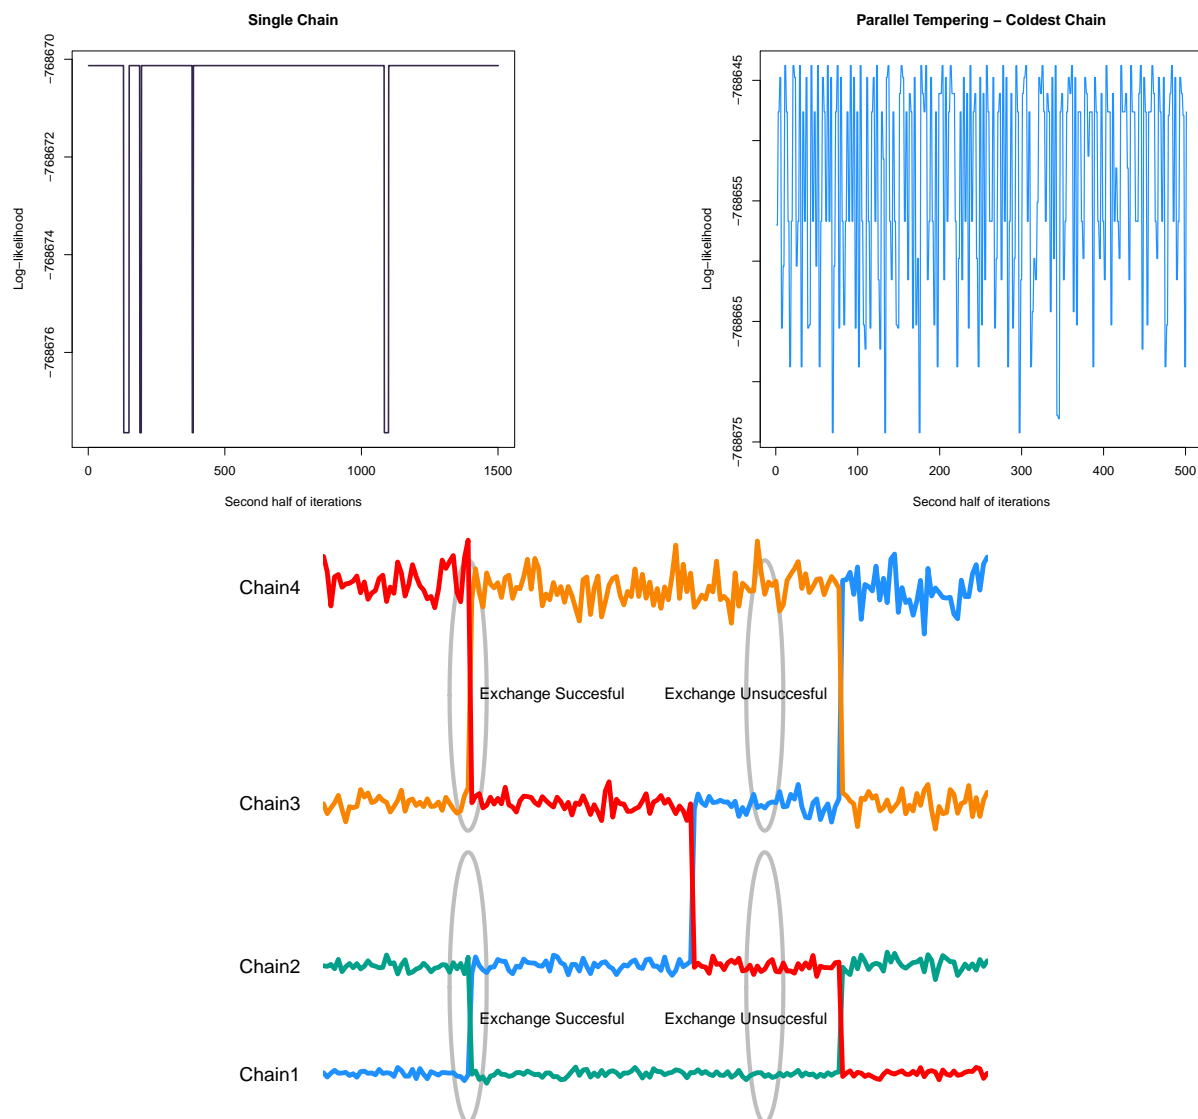 Single Chain
Log−likelihood
−768670
−768672
−768674
−768676
0 500 1000 1500
Second half of iterations
Parallel Tempering − Coldest Chain
Log−likelihood
−768645
−768655
−768665
−768675
0 100 200 300 400 500
Second half of iterations
Chain4
Exchange Succesful Exchange Unsuccesful
Chain3
Chain2
Exchange Succesful Exchange Unsuccesful
Chain1